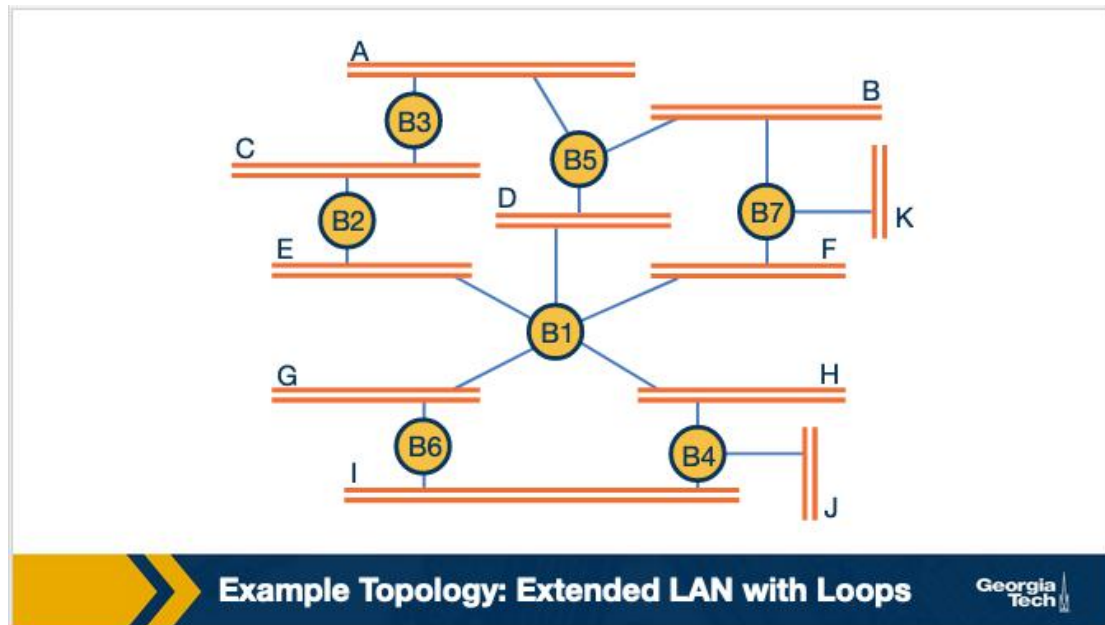 A
B
B3
C
B5
D
B7
K
B2
E
F
B1
G
H
B6
B4
I
J
Example Topology: Extended LAN with Loops
Georgia
Tech